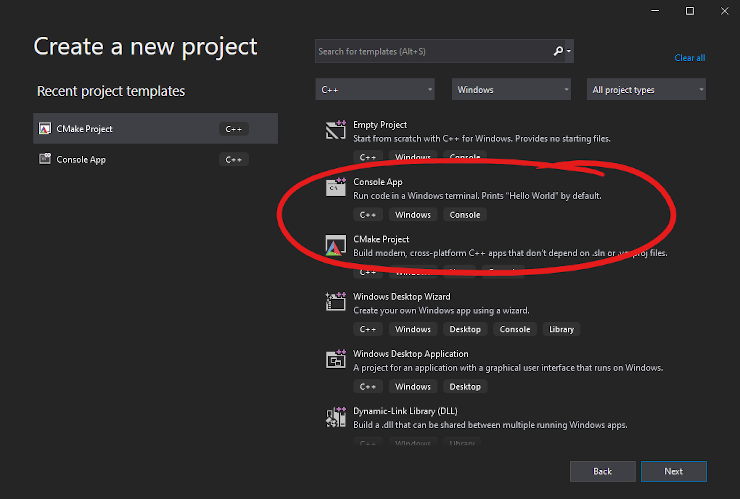 Create a new project
Search for templates (Alt+S)
Clear all
Recent project templates
C++
Windows
All project types
CMake Project
C++
Console App
C++
Empty Project
Start from scratch with C++ for Windows. Provides no starting files.
C++ Windows Console
Console App
Run code in a Windows terminal. Prints "Hello World" by default.
C++ Windows Console
CMake Project
Build modern, cross-platform C++ apps that don't depend on .sln or files.
C++ Windows
Windows Desktop Wizard
Create your own Windows app using a wizard.
C++ Windows Desktop Console Library
Windows Desktop Application
A project for an application with a graphical user interface that runs on Windows.
C++ Windows Desktop
Dynamic-Link Library (DLL)
Build a .dll that can be shared between multiple running Windows apps.
C++ Windows Library
Back
Next